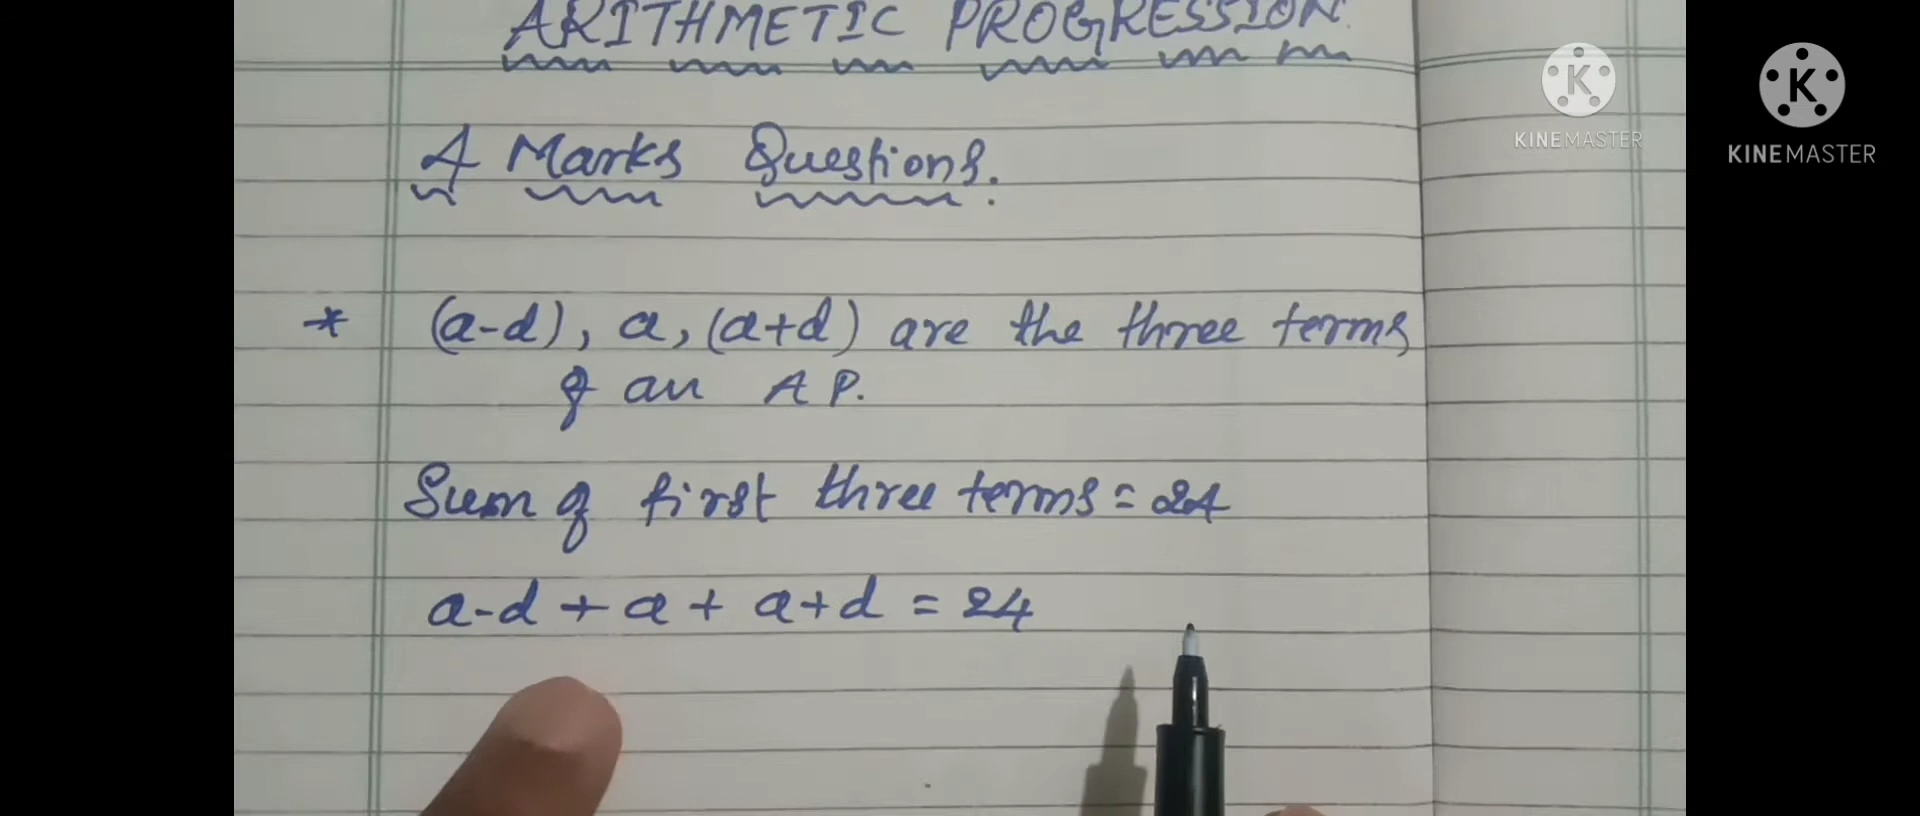 ARITHMETIC PROGRESSION
4 Marks Questions.
* (a-d), a, (a+d) are the three terms
of an AP.
Sum of first three terms = 24
a-d + a + a+d = 24
KINEMASTER
KINEMASTER